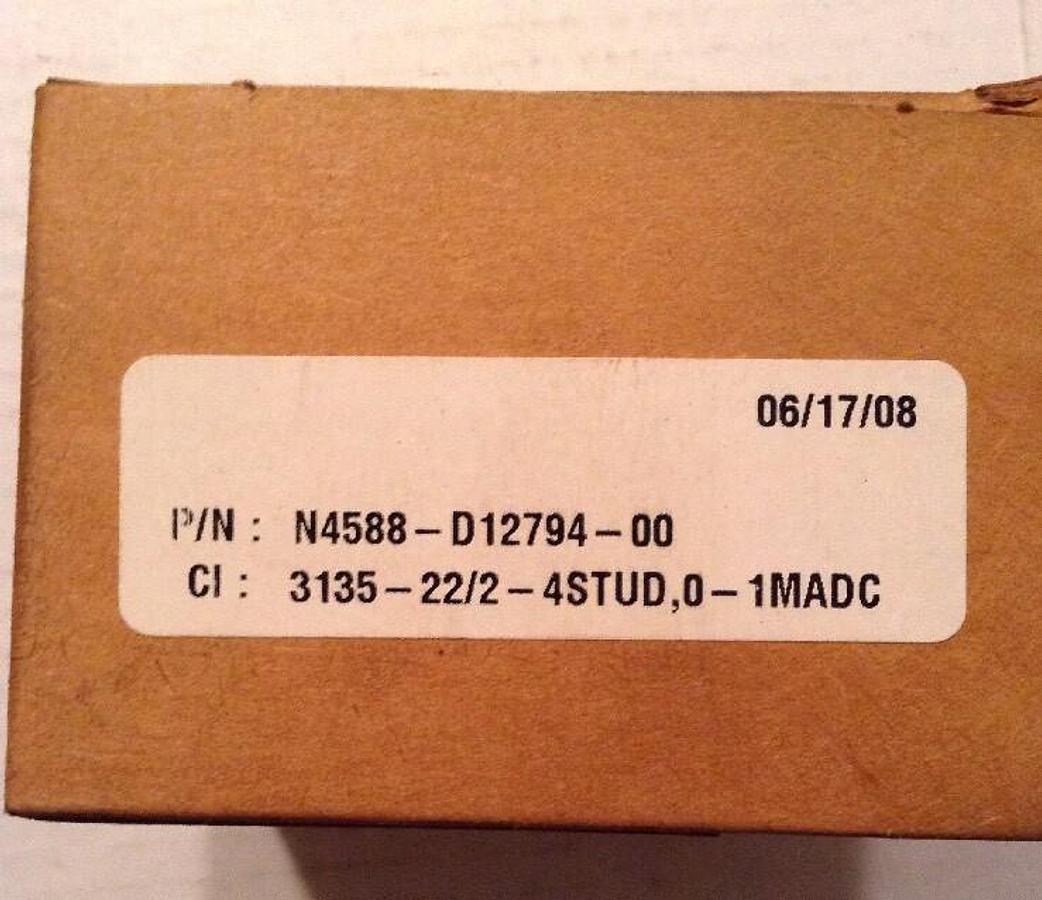 06/17/08
P/N : N4588-D12794-00
CI : 3135-22/2-4STUD,0-1MADC